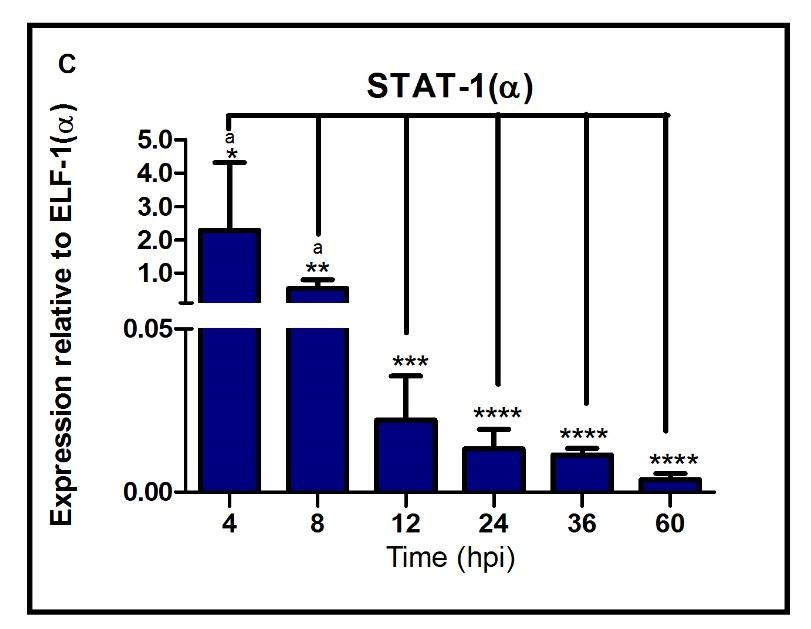 C
STAT-1(α)
Expression relative to ELF-1(α)
5.0
4.0
3.0
2.0
1.0
0.05
0.00
a
*
a
**
***
****
****
****
4 8 12 24 36 60
Time (hpi)